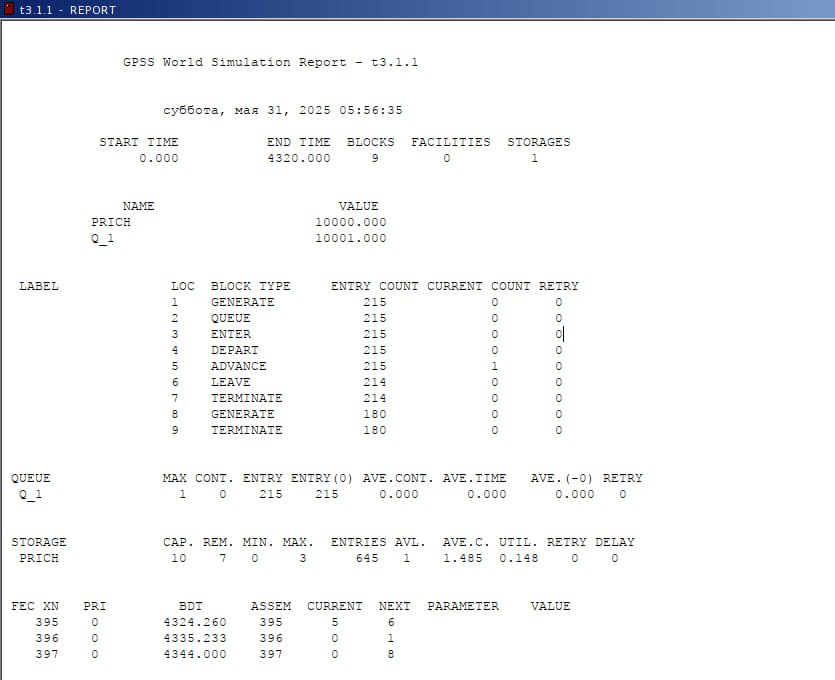 t3.1.1 - REPORT
GPSS World Simulation Report - t3.1.1
суббота, мая 31, 2025 05:56:35
START TIME END TIME BLOCKS FACILITIES STORAGES
0.000 4320.000 9 0 1
NAME VALUE
PRICH 10000.000
Q_1 10001.000
LABEL LOC BLOCK TYPE ENTRY COUNT CURRENT COUNT RETRY
1 GENERATE 215 0 0
2 QUEUE 215 0 0
3 ENTER 215 0 0
4 DEPART 215 0 0
5 ADVANCE 215 1 0
6 LEAVE 214 0 0
7 TERMINATE 214 0 0
8 GENERATE 180 0 0
9 TERMINATE 180 0 0
QUEUE MAX CONT. ENTRY ENTRY(0) AVE.CONT. AVE.TIME AVE.(-0) RETRY
Q_1 1 0 215 215 0.000 0.000 0.000 0
STORAGE CAP. REM. MIN. MAX. ENTRIES AVL. AVE.C. UTIL. RETRY DELAY
PRICH 10 7 0 3 645 1 1.485 0.148 0 0
FEC XN PRI BDT ASSEM CURRENT NEXT PARAMETER VALUE
395 0 4324.260 395 5 6
396 0 4335.233 396 0 1
397 0 4344.000 397 0 8